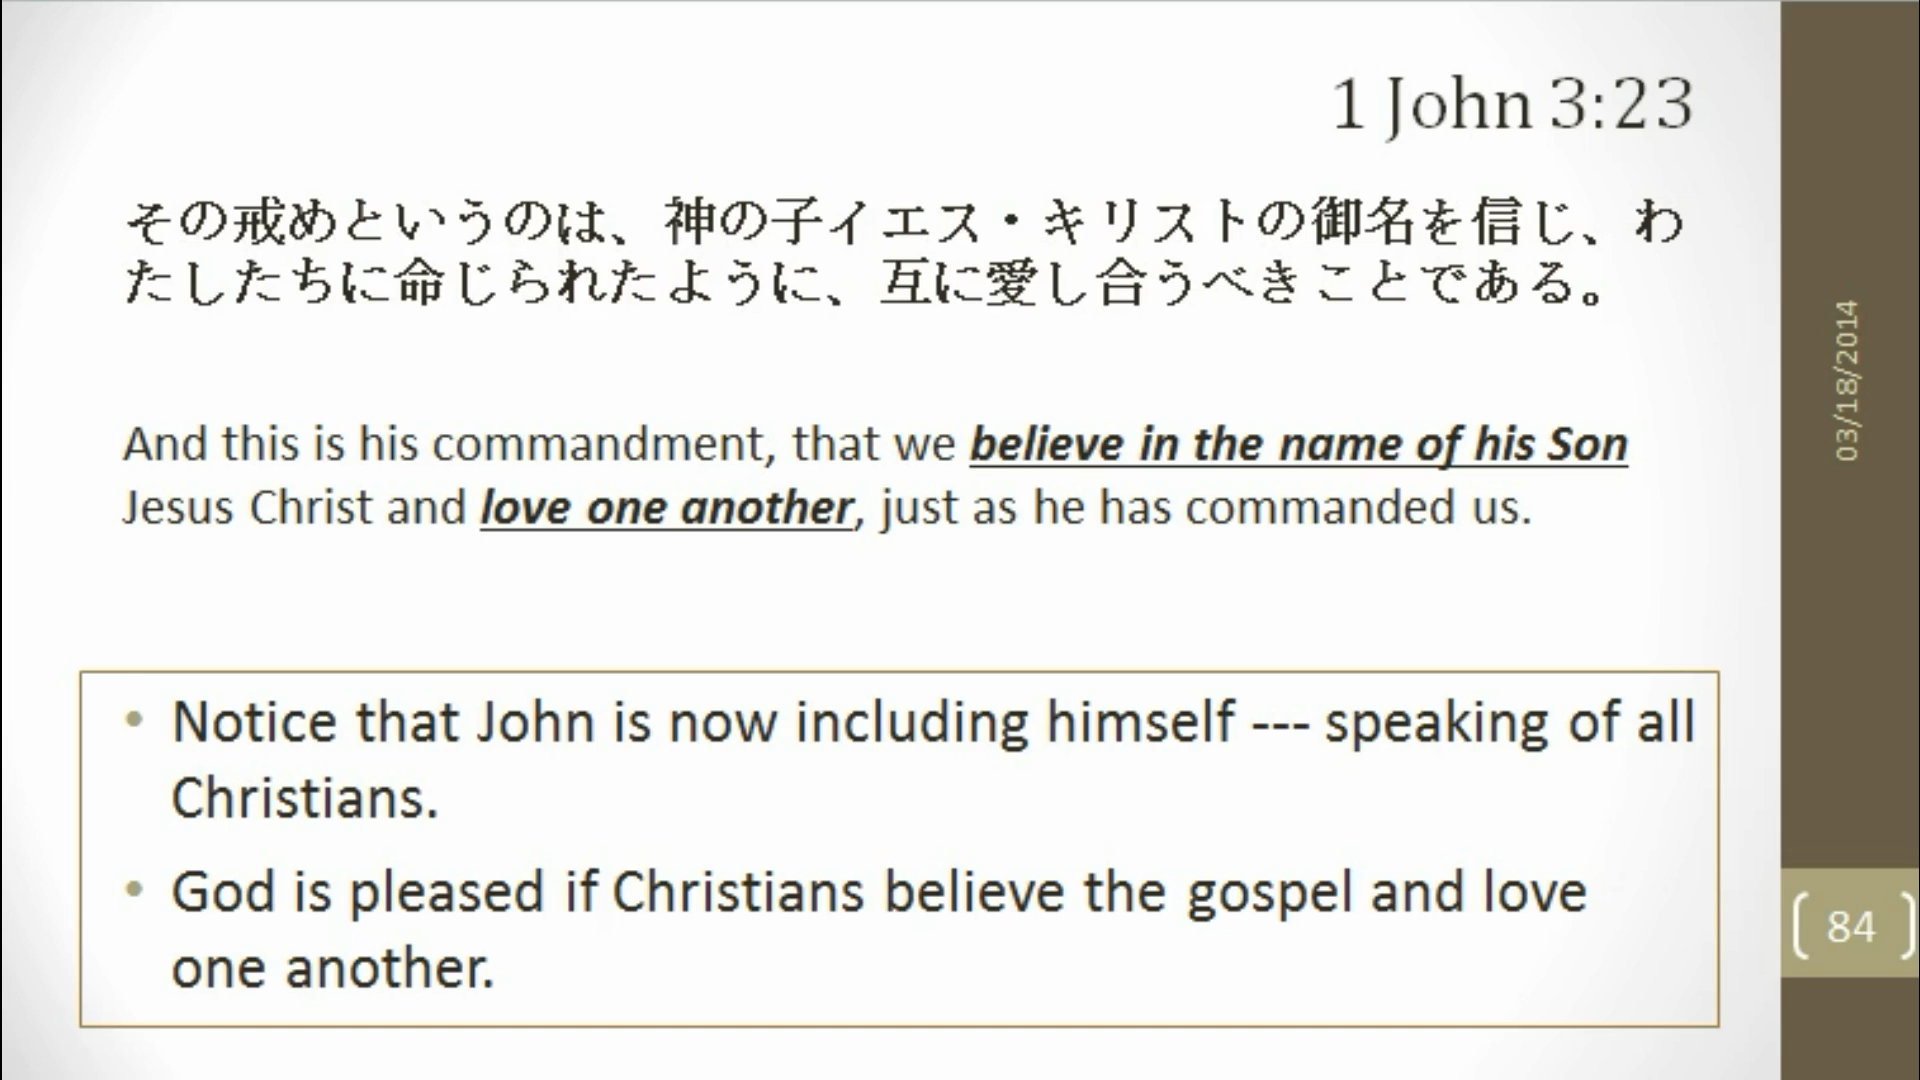 1 John 3:23
その戒めというのは、神の子イエス・キリストの御名を信じ、わ
たしたちに命じられたように、互に愛し合うべきことである。
And this is his commandment, that we believe in the name of his Son
Jesus Christ and love one another, just as he has commanded us.
• Notice that John is now including himself --- speaking of all
Christians.
• God is pleased if Christians believe the gospel and love
one another.
03/18/2014
84